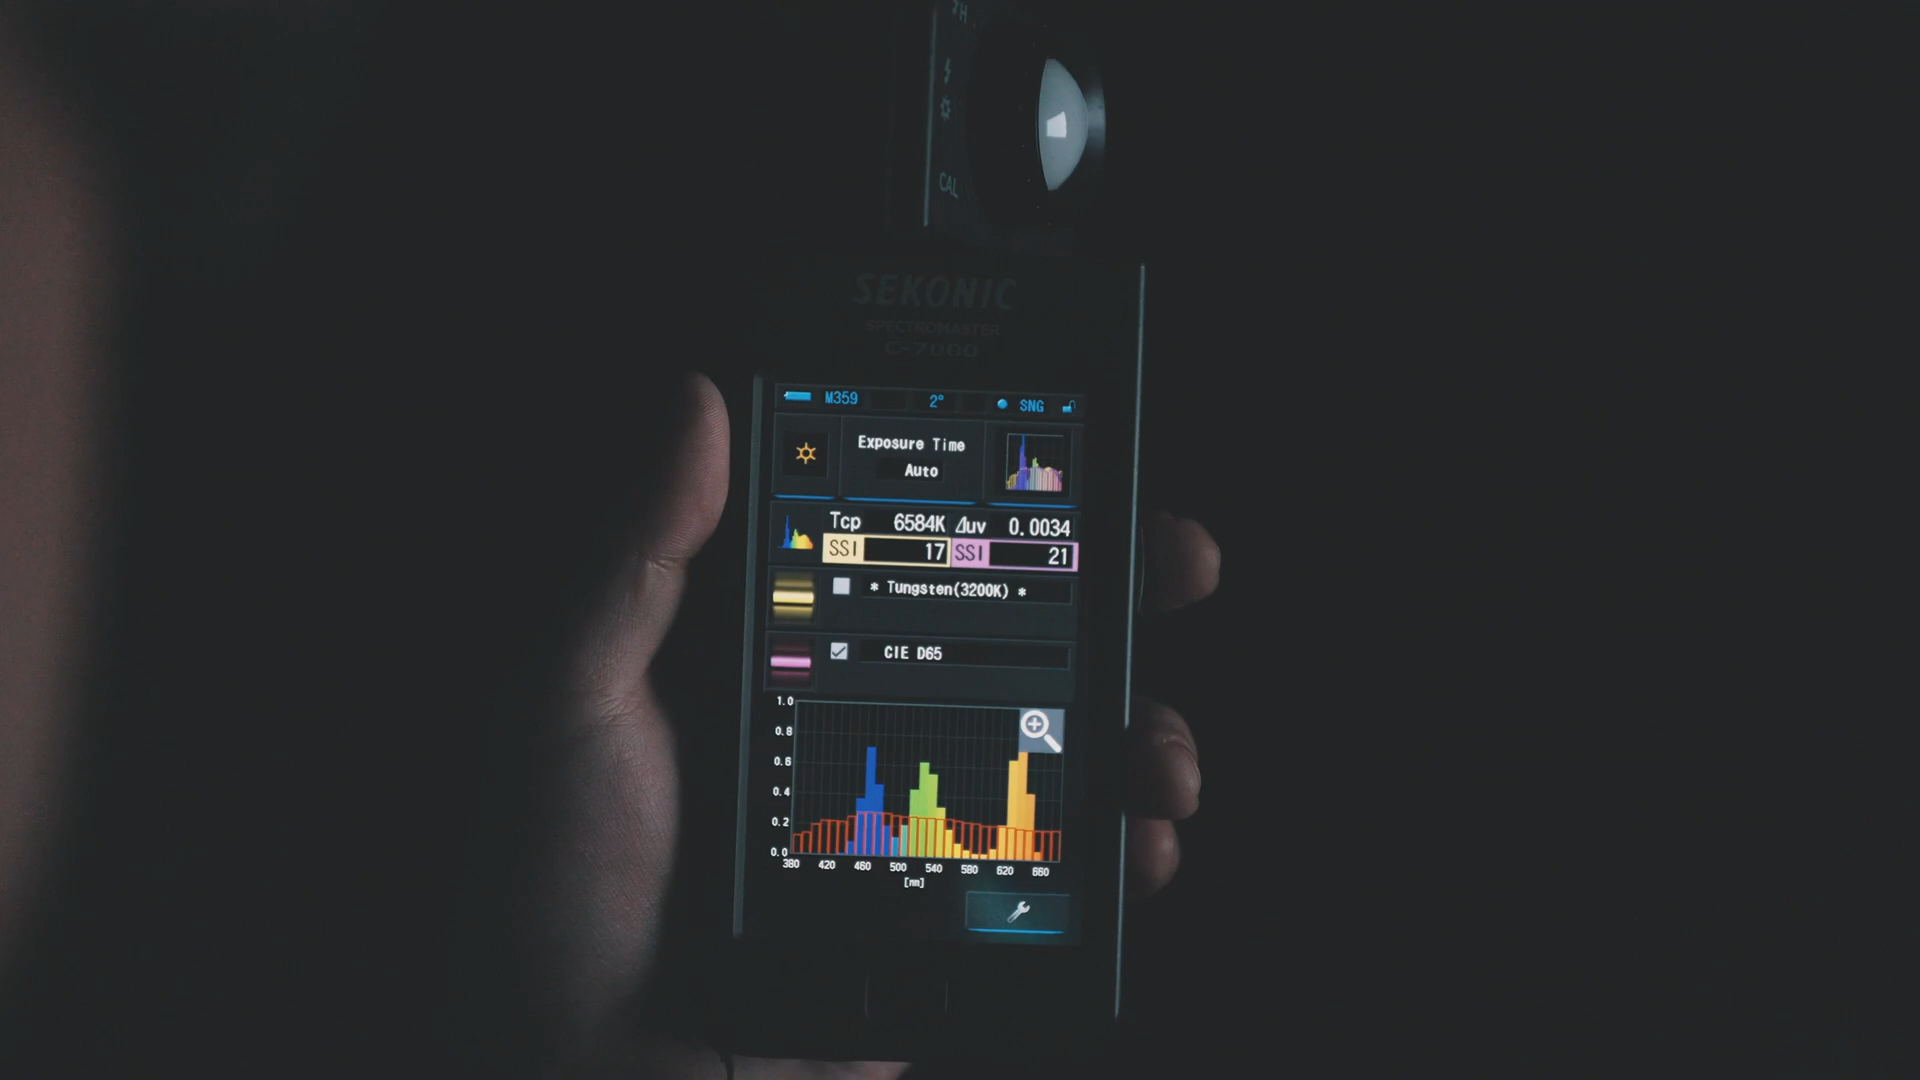 CAL
SEKONIC
SPECTROMASTER
C-7000
M359 2° SNG
Exposure Time
Auto
Tcp 6584K Δuv 0.0034
SSI 17 SSI 21
* Tungsten(3200K) *
CIE D65
1.0
0.8
0.6
0.4
0.2
0.0
380 420 460 500 540 580 620 660
[nm]